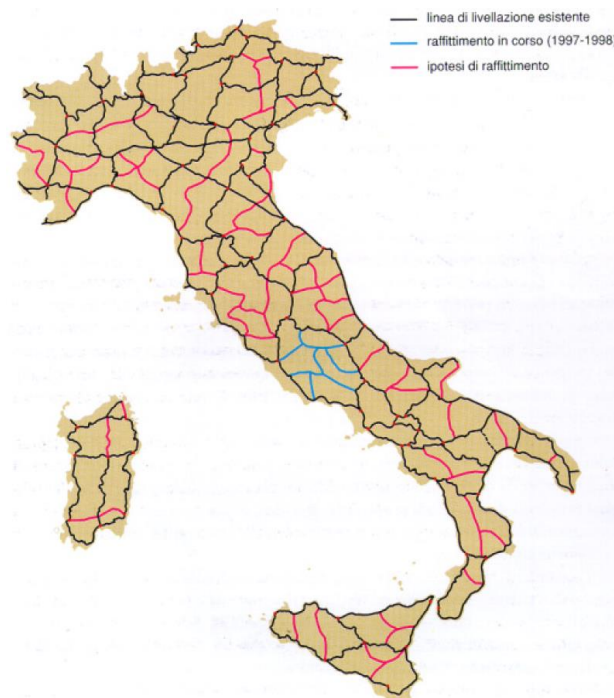 linea di livellazione esistente
raffittimento in corso (1997-1998)
ipotesi di raffittimento